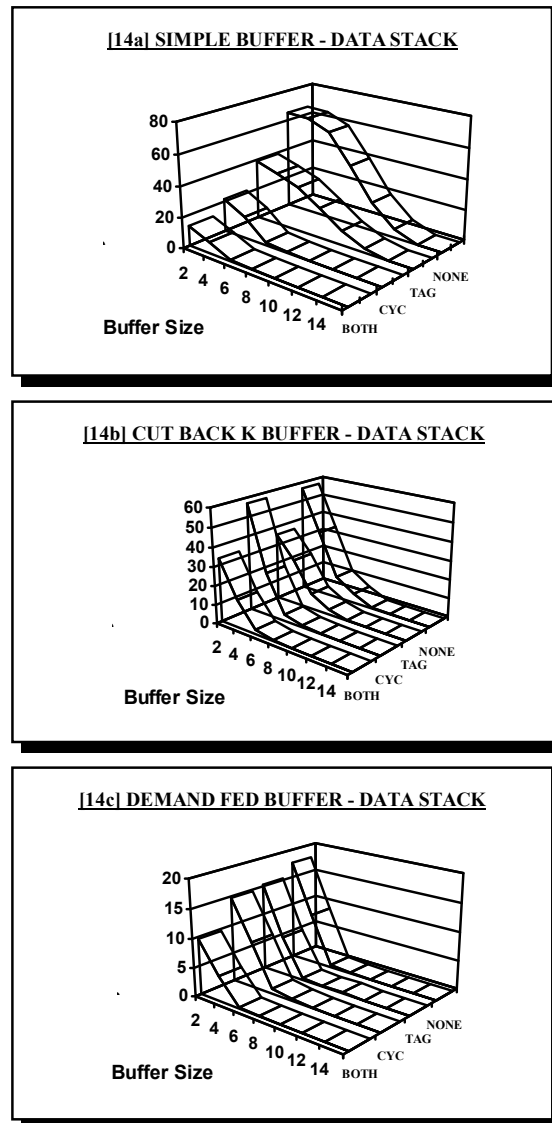 [14a] SIMPLE BUFFER - DATA STACK
80
60
40
20
0
2 4 6 8 10 12 14
BOTH CYC TAG NONE
Buffer Size
[14b] CUT BACK K BUFFER - DATA STACK
60
50
40
30
20
10
0
2 4 6 8 10 12 14
BOTH CYC TAG NONE
Buffer Size
[14c] DEMAND FED BUFFER - DATA STACK
20
15
10
5
0
2 4 6 8 10 12 14
BOTH CYC TAG NONE
Buffer Size